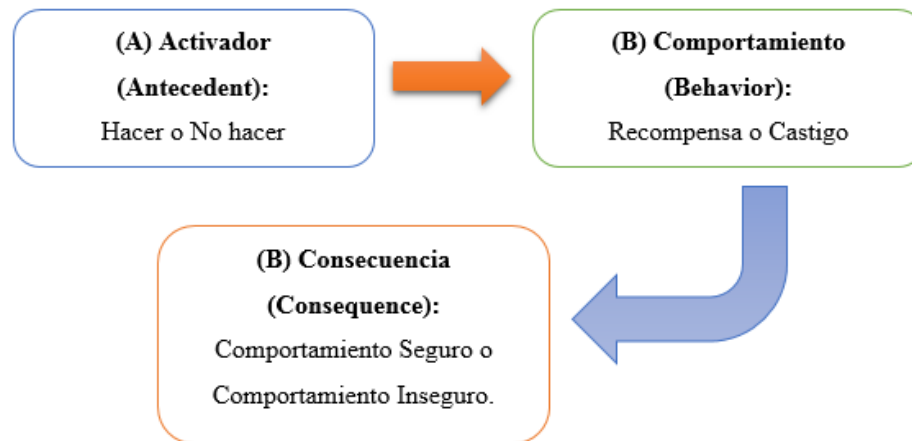 (A) Activador
(Antecedent):
Hacer o No hacer
(B) Comportamiento
(Behavior):
Recompensa o Castigo
(B) Consecuencia
(Consequence):
Comportamiento Seguro o
Comportamiento Inseguro.